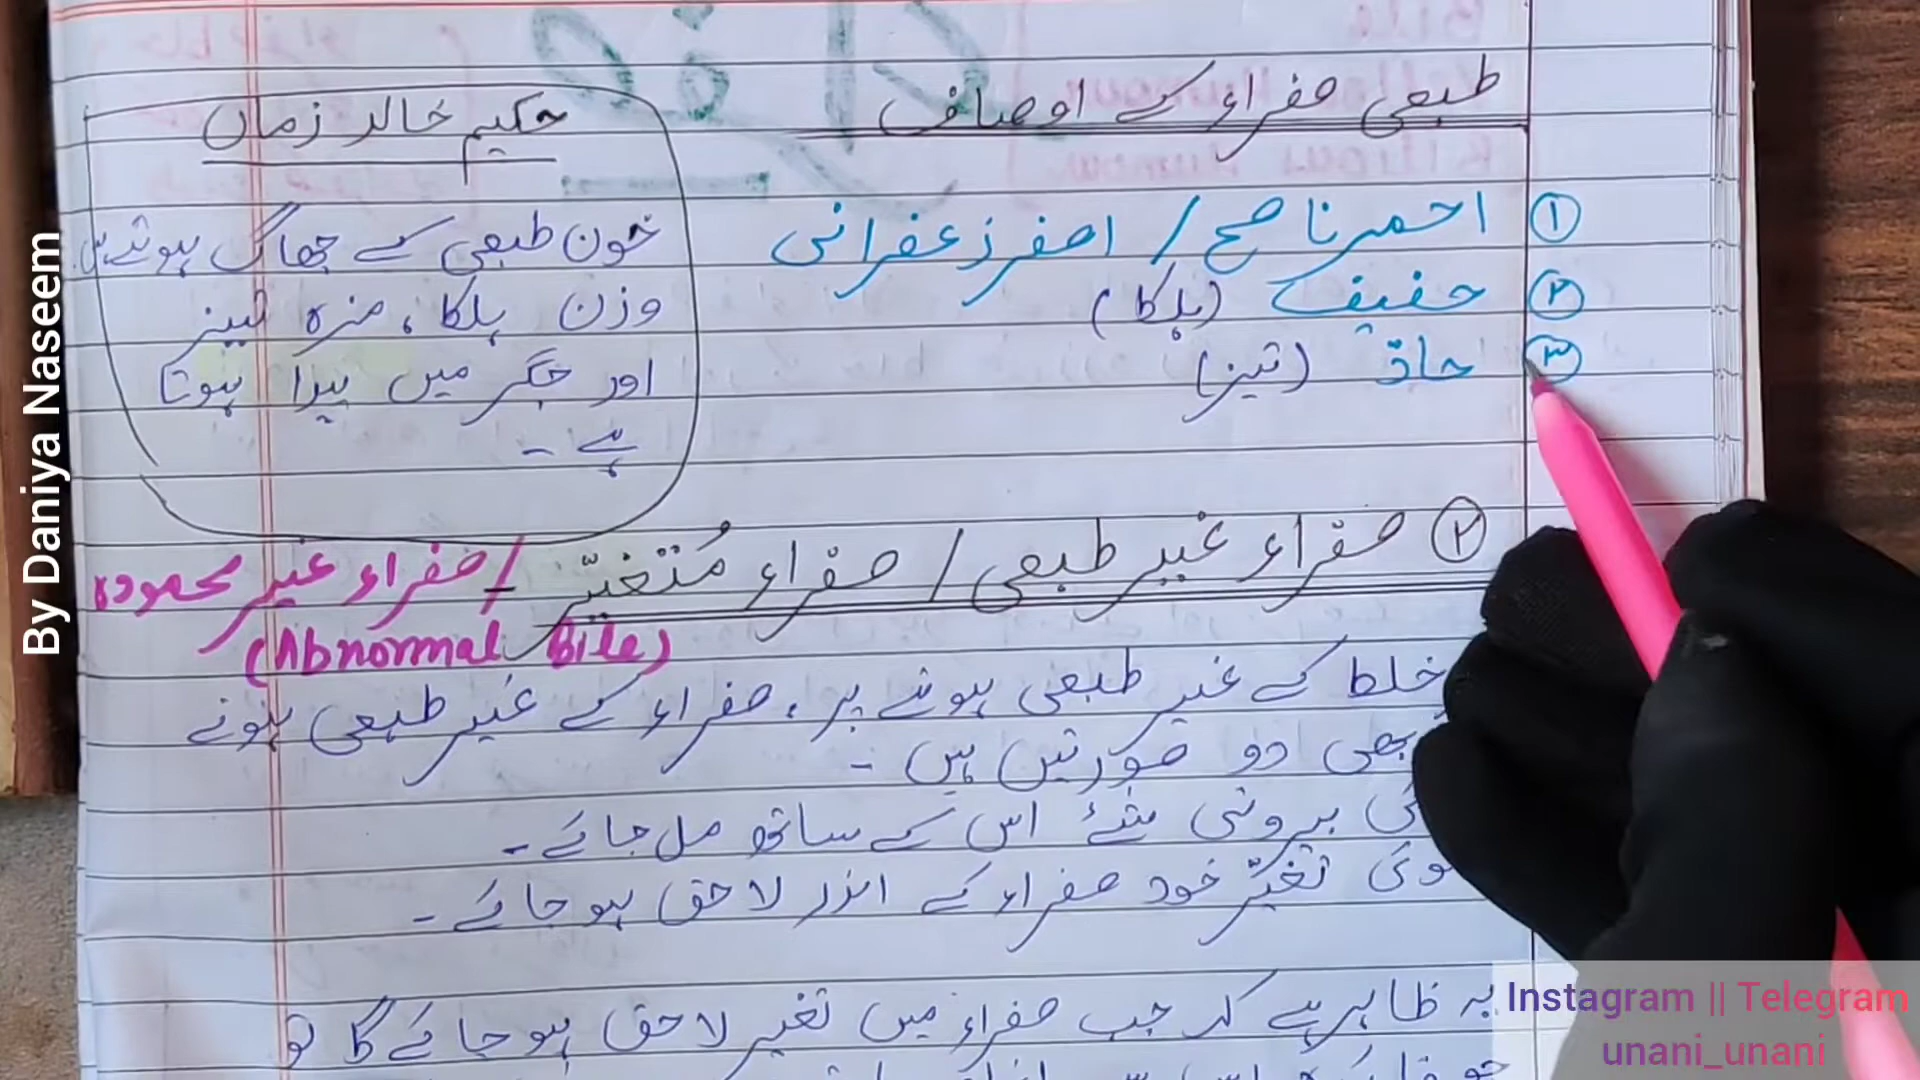 طبعی صفراء کے اوصاف
① احمر ناصح / اصفر زعفرانی
② خفیف (ہلکا)
③ حادّ (تیز)
حکیم خالد زماں
خون طبعی کے جھاگ ہوتے ہیں
وزن ہلکا، مزہ تیز
اور جگر میں پیدا ہوتا
ہے -
② صفراء غیر طبعی / صفراء مُتغیّر / صفراء غیر محمودہ
(Abnormal Bile)
خلط کے غیر طبعی ہونے پر، صفراء کے غیر طبعی ہونے
بھی دو صورتیں ہیں -
بیرونی شئے اس کے ساتھ مل جائے -
تغیّر خود صفراء کے اندر لاحق ہو جائے -
یہ ظاہر ہے کہ جب صفراء میں تغیر لاحق ہو جائے گا تو
By Daniya Naseem
Instagram || Telegram
unani_unani